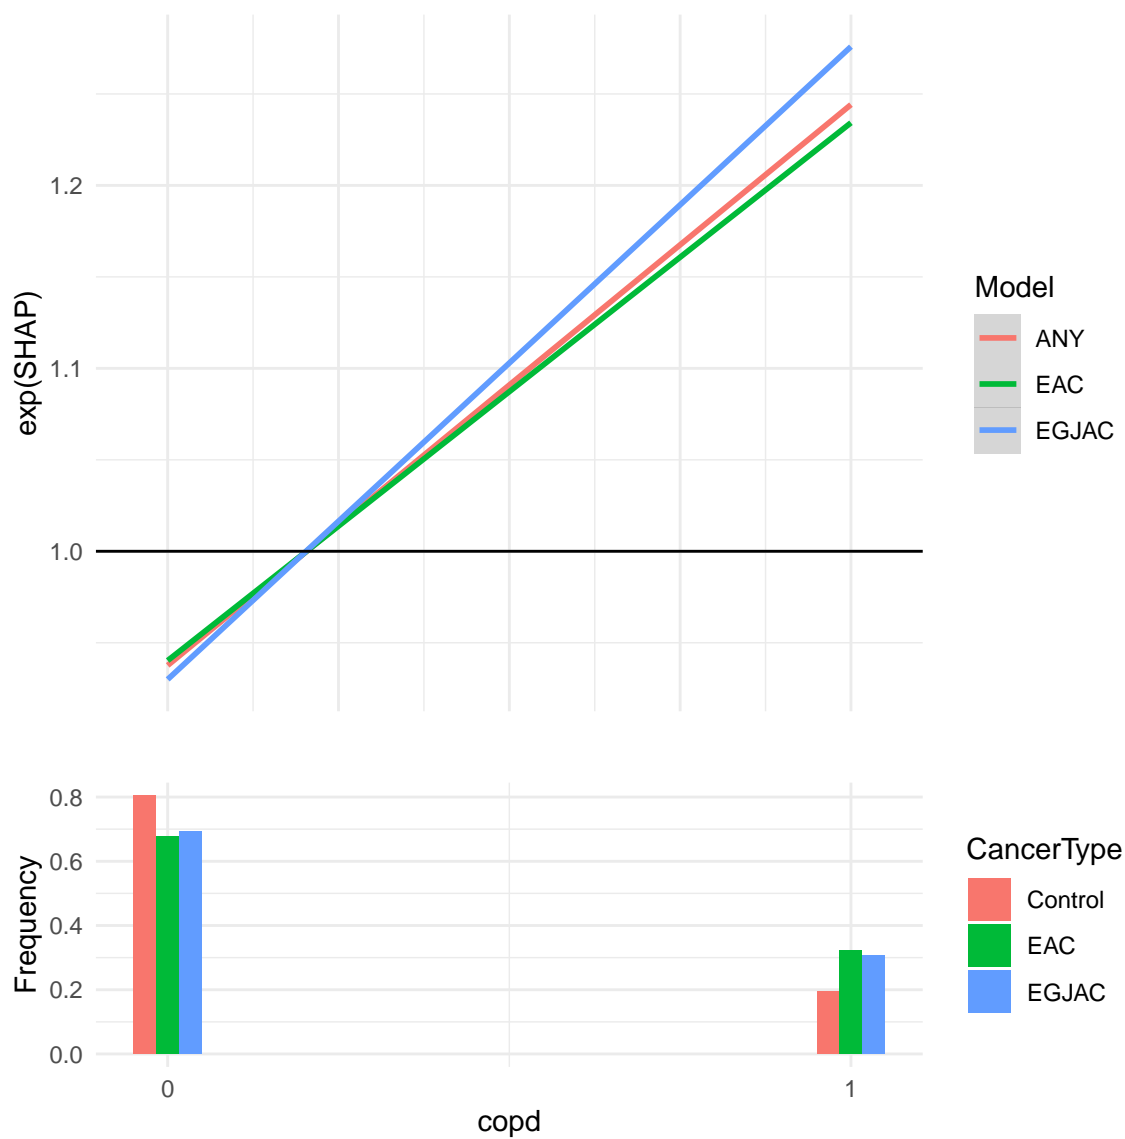 exp(SHAP)
1.2
1.1
1.0
Model
ANY
EAC
EGJAC
Frequency
0.8
0.6
0.4
0.2
0.0
0
1
copd
CancerType
Control
EAC
EGJAC